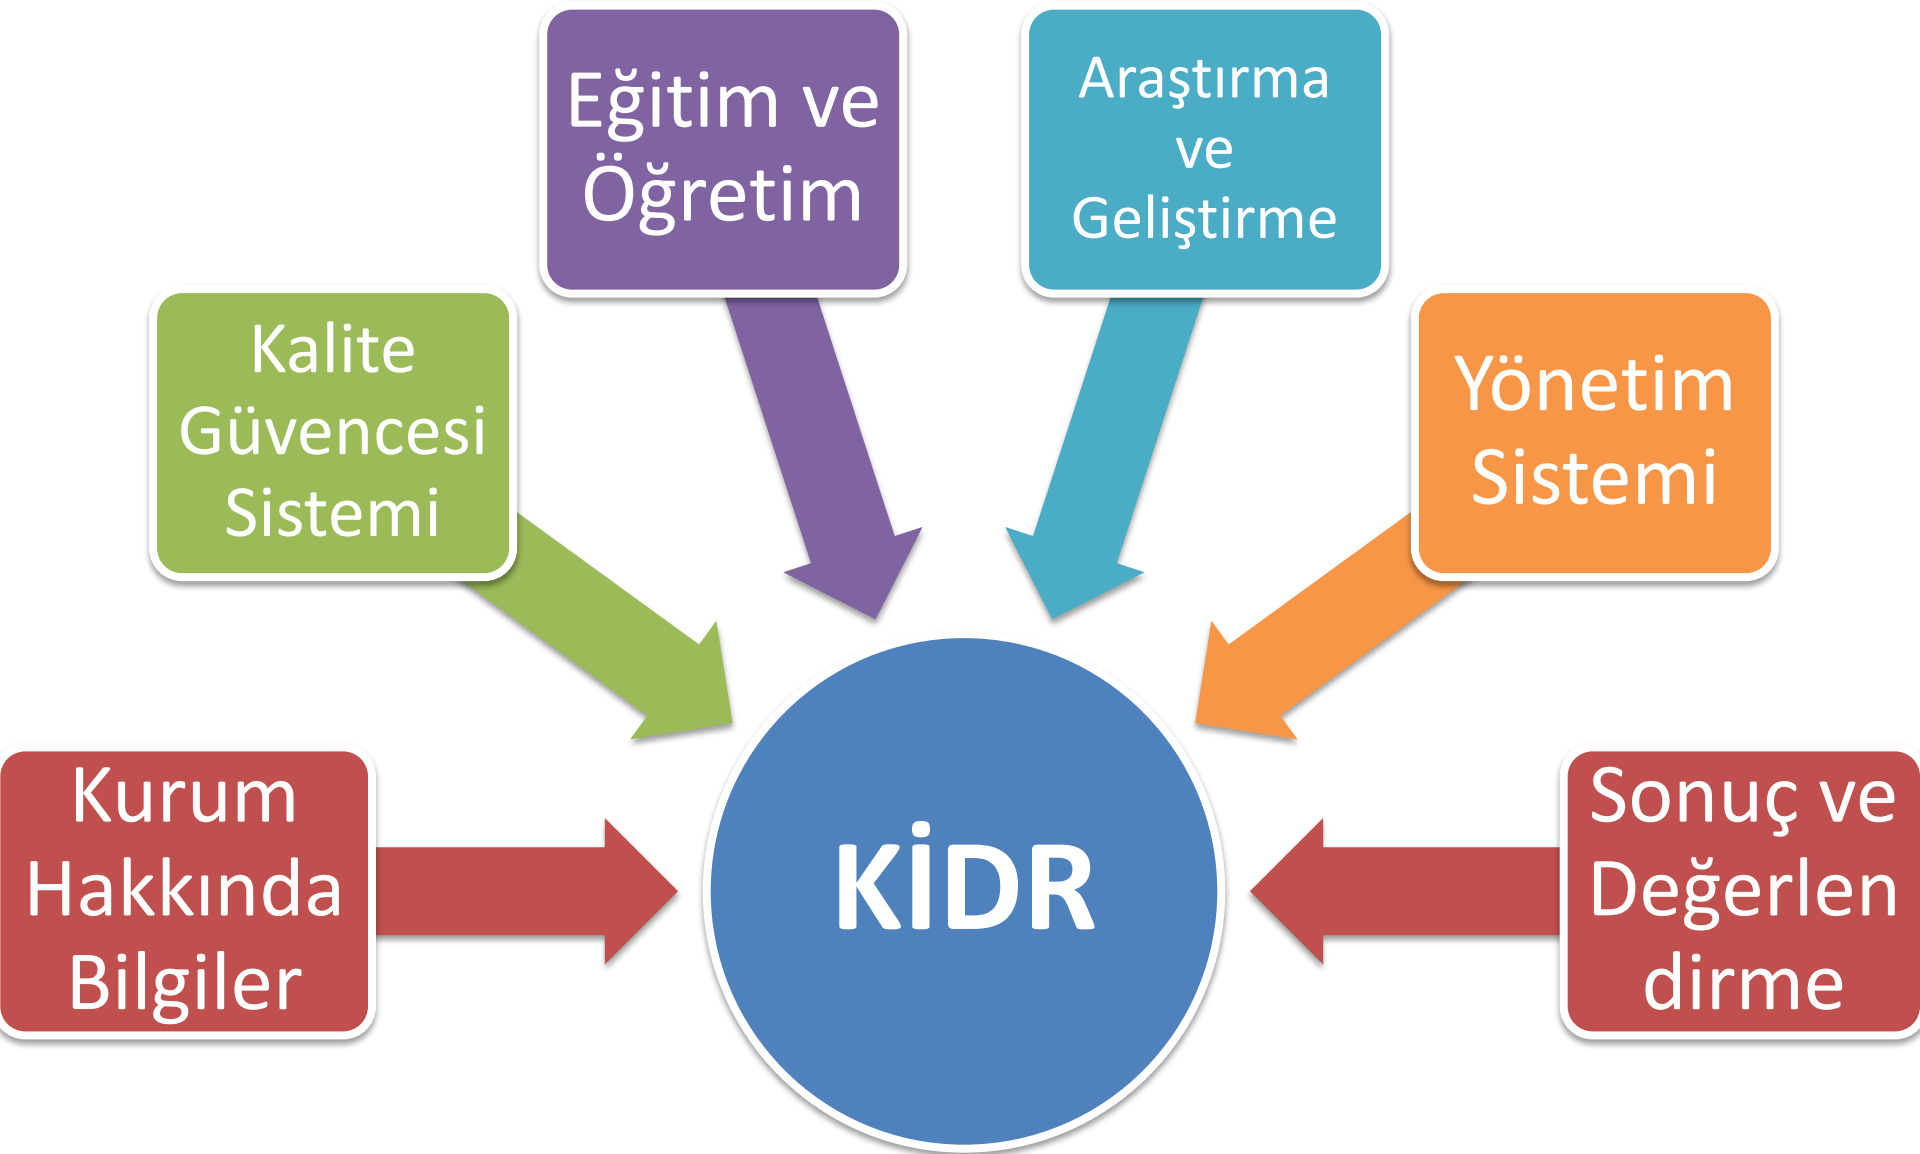 Eğitim ve
Öğretim
Araştırma
ve
Geliştirme
Kalite
Güvencesi
Sistemi
Yönetim
Sistemi
Kurum
Hakkında
Bilgiler
KİDR
Sonuç ve
Değerlen
dirme